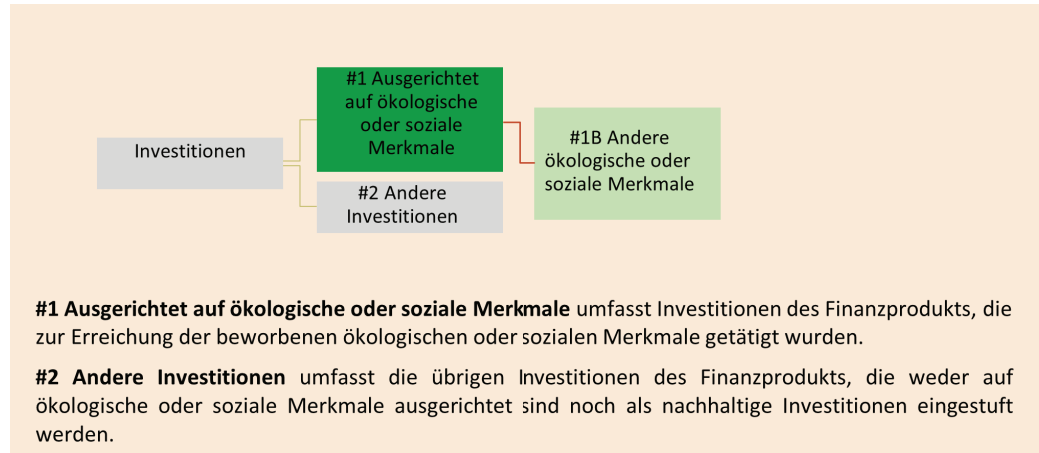 #1 Ausgerichtet
auf ökologische
oder soziale
Merkmale
#1B Andere
ökologische oder
soziale Merkmale
Investitionen
#2 Andere
Investitionen
#1 Ausgerichtet auf ökologische oder soziale Merkmale umfasst Investitionen des Finanzprodukts, die
zur Erreichung der beworbenen ökologischen oder sozialen Merkmale getätigt wurden.
#2 Andere Investitionen umfasst die übrigen Investitionen des Finanzprodukts, die weder auf
ökologische oder soziale Merkmale ausgerichtet sind noch als nachhaltige Investitionen eingestuft
werden.